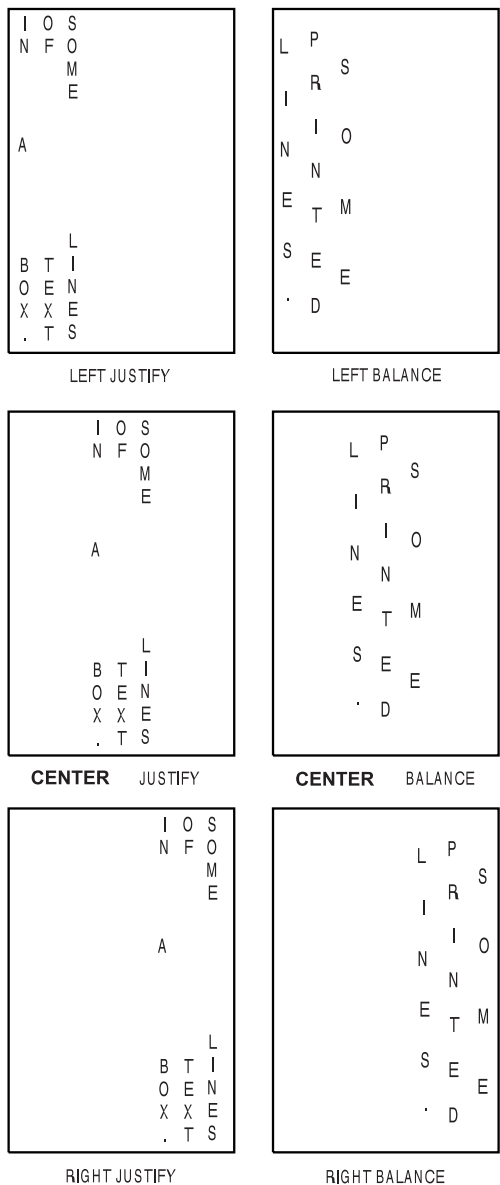 SOME LINES
OF TEXT
IN A BOX.
LEFT JUSTIFY
SOME
PRINTED
LINES.
LEFT BALANCE
SOME LINES
OF TEXT
IN A BOX.
CENTER JUSTIFY
SOME
PRINTED
LINES.
CENTER BALANCE
SOME LINES
OF TEXT
IN A BOX.
RIGHT JUSTIFY
SOME
PRINTED
LINES.
RIGHT BALANCE